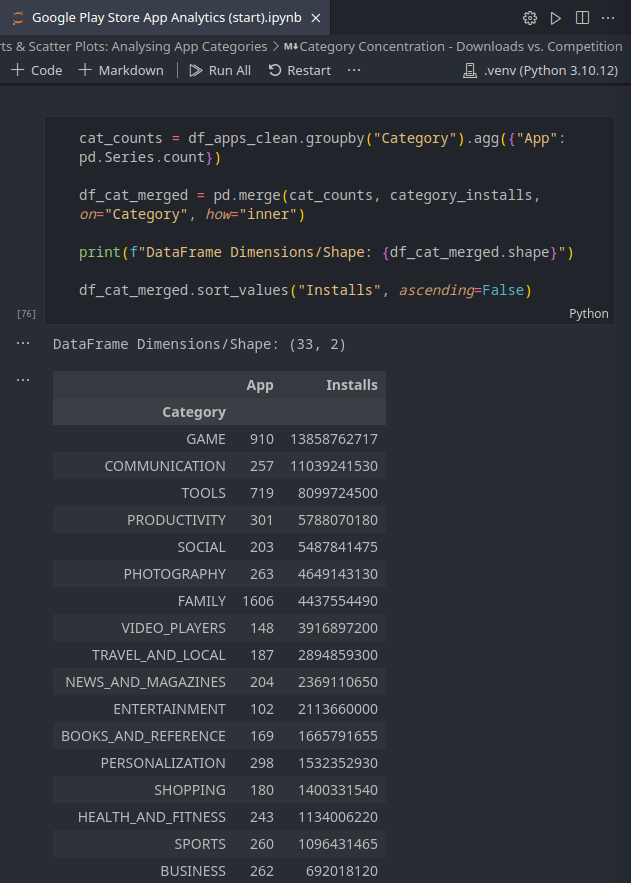 Google Play Store App Analytics (start).ipynb
rts & Scatter Plots: Analysing App Categories > M↓Category Concentration - Downloads vs. Competition
+ Code + Markdown | Run All Restart ··· .venv (Python 3.10.12)
cat_counts = df_apps_clean.groupby("Category").agg({"App":
pd.Series.count})
df_cat_merged = pd.merge(cat_counts, category_installs,
on="Category", how="inner")
print(f"DataFrame Dimensions/Shape: {df_cat_merged.shape}")
df_cat_merged.sort_values("Installs", ascending=False)
[76] Python
DataFrame Dimensions/Shape: (33, 2)
App Installs
Category
GAME 910 13858762717
COMMUNICATION 257 11039241530
TOOLS 719 8099724500
PRODUCTIVITY 301 5788070180
SOCIAL 203 5487841475
PHOTOGRAPHY 263 4649143130
FAMILY 1606 4437554490
VIDEO_PLAYERS 148 3916897200
TRAVEL_AND_LOCAL 187 2894859300
NEWS_AND_MAGAZINES 204 2369110650
ENTERTAINMENT 102 2113660000
BOOKS_AND_REFERENCE 169 1665791655
PERSONALIZATION 298 1532352930
SHOPPING 180 1400331540
HEALTH_AND_FITNESS 243 1134006220
SPORTS 260 1096431465
BUSINESS 262 692018120